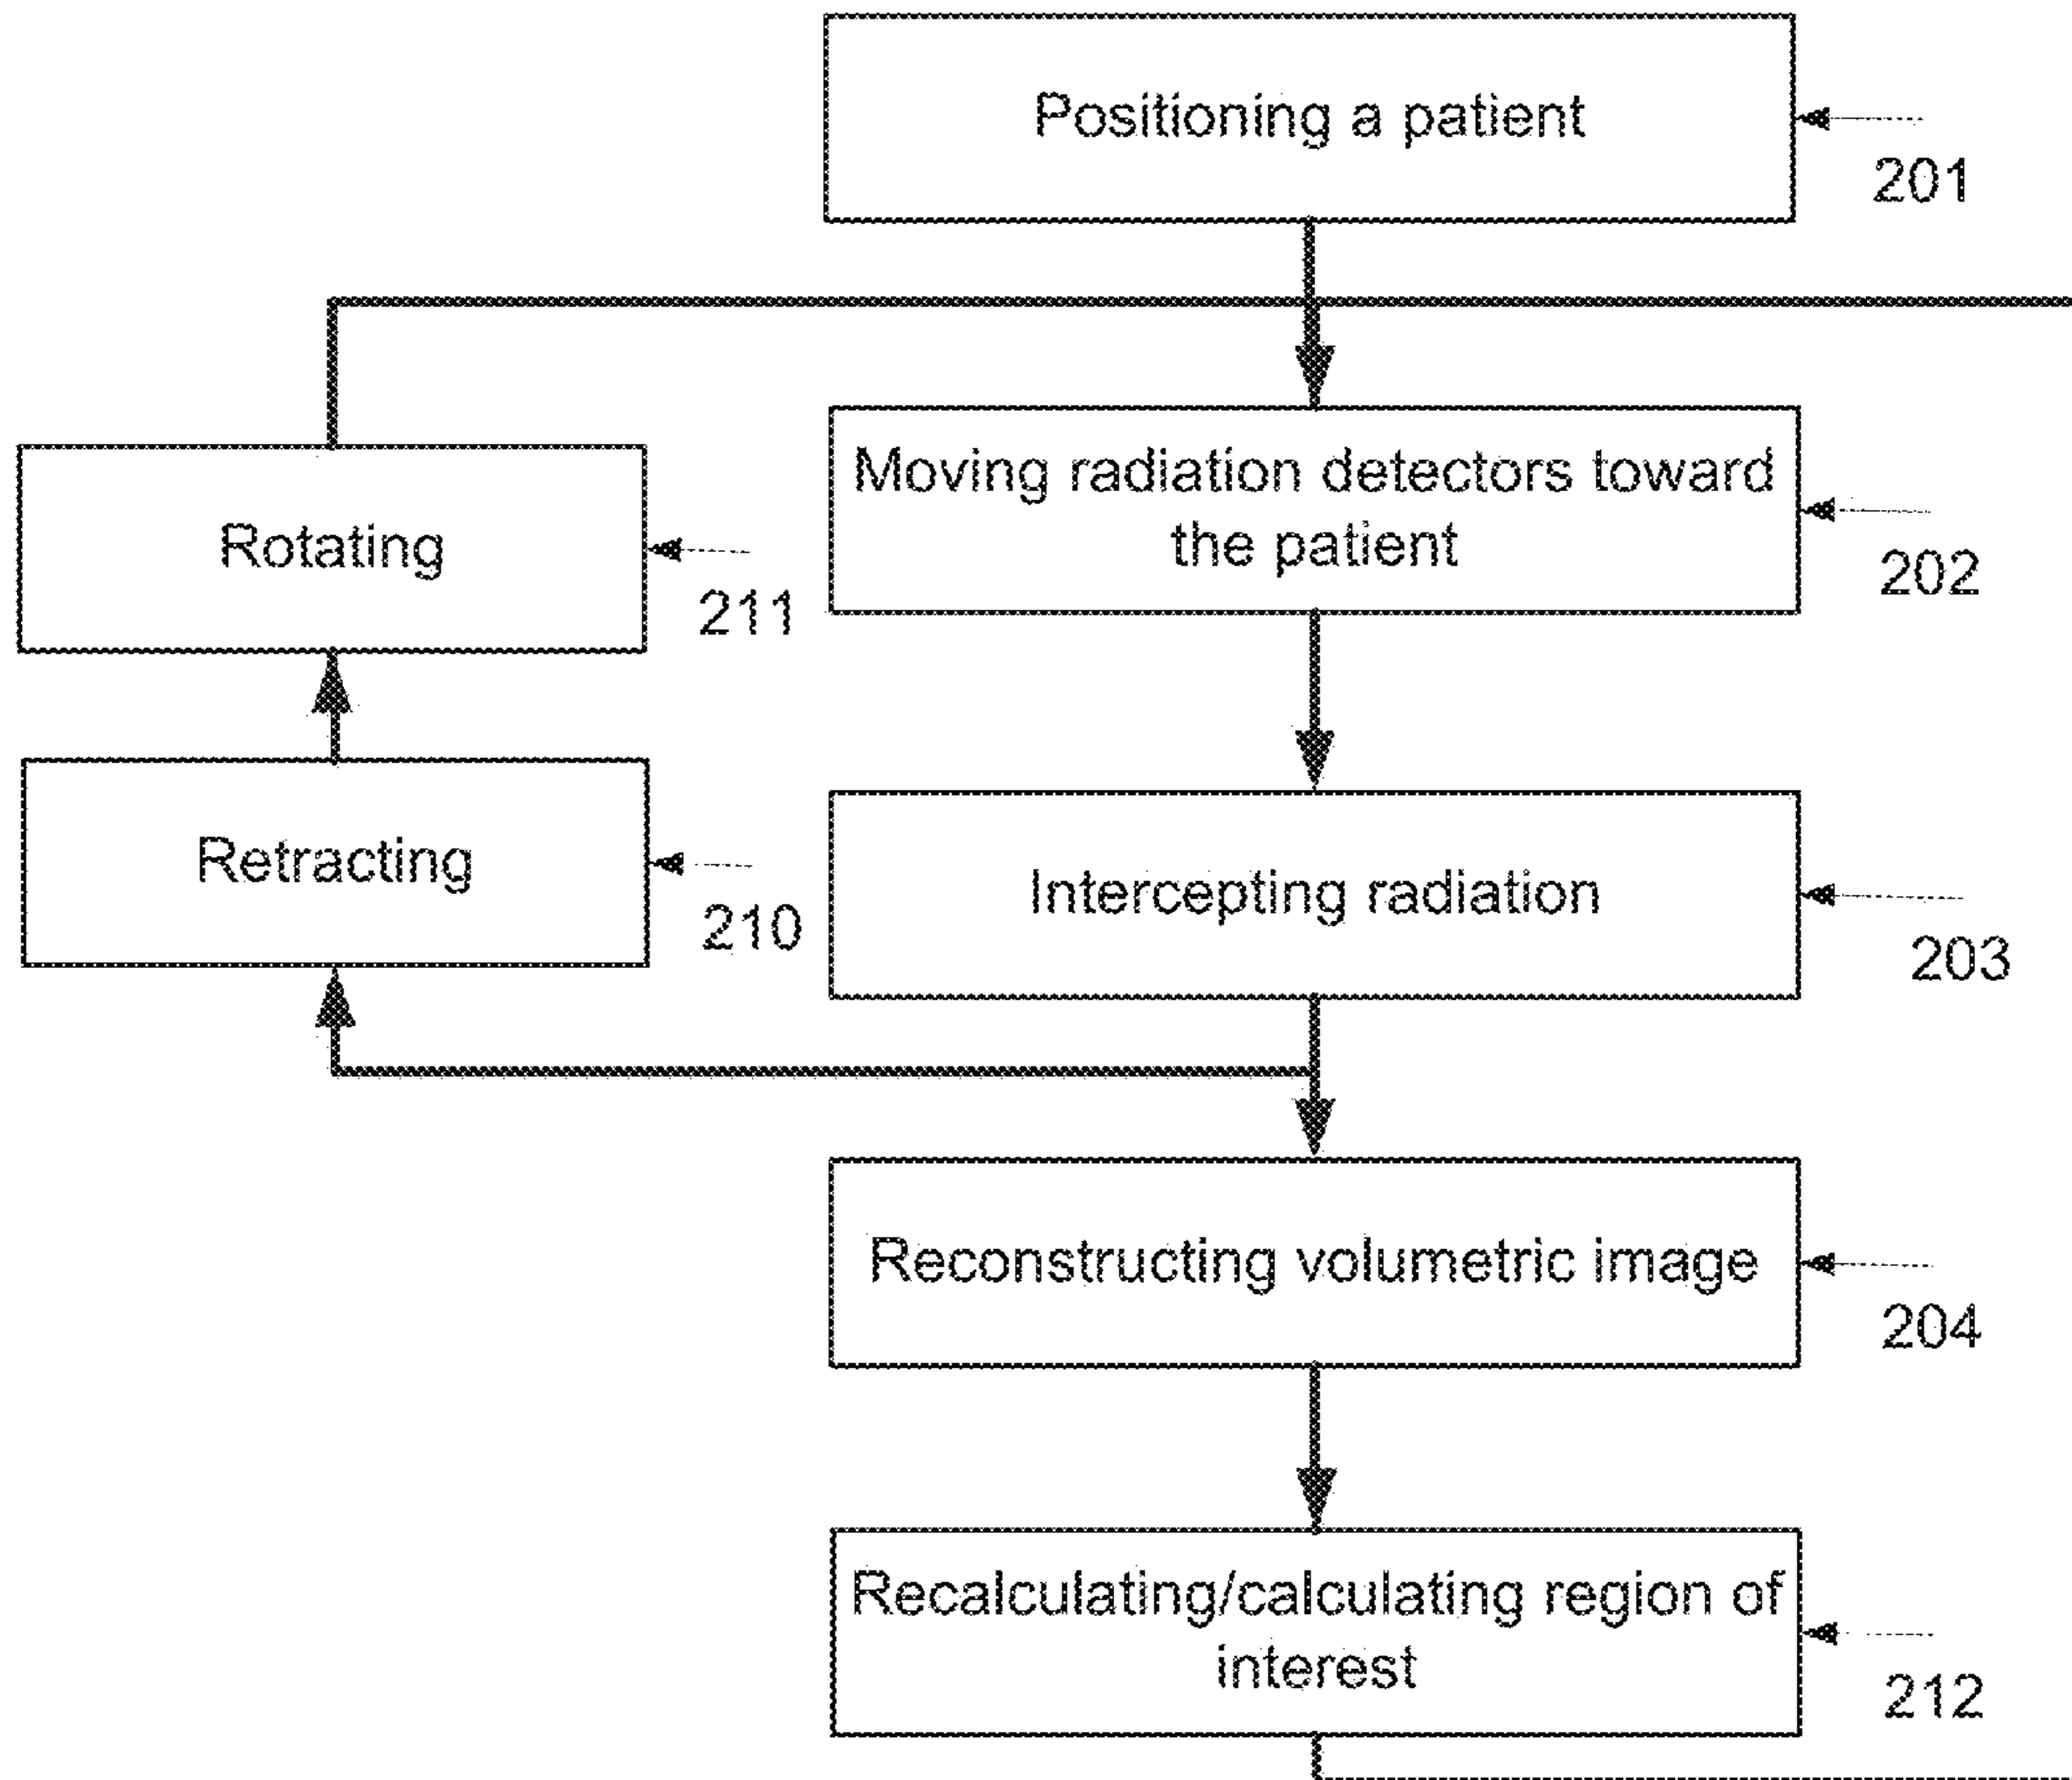 Positioning a patient
201
Moving radiation detectors toward
the patient
202
Rotating
211
Retracting
210
Intercepting radiation
203
Reconstructing volumetric image
204
Recalculating/calculating region of
interest
212